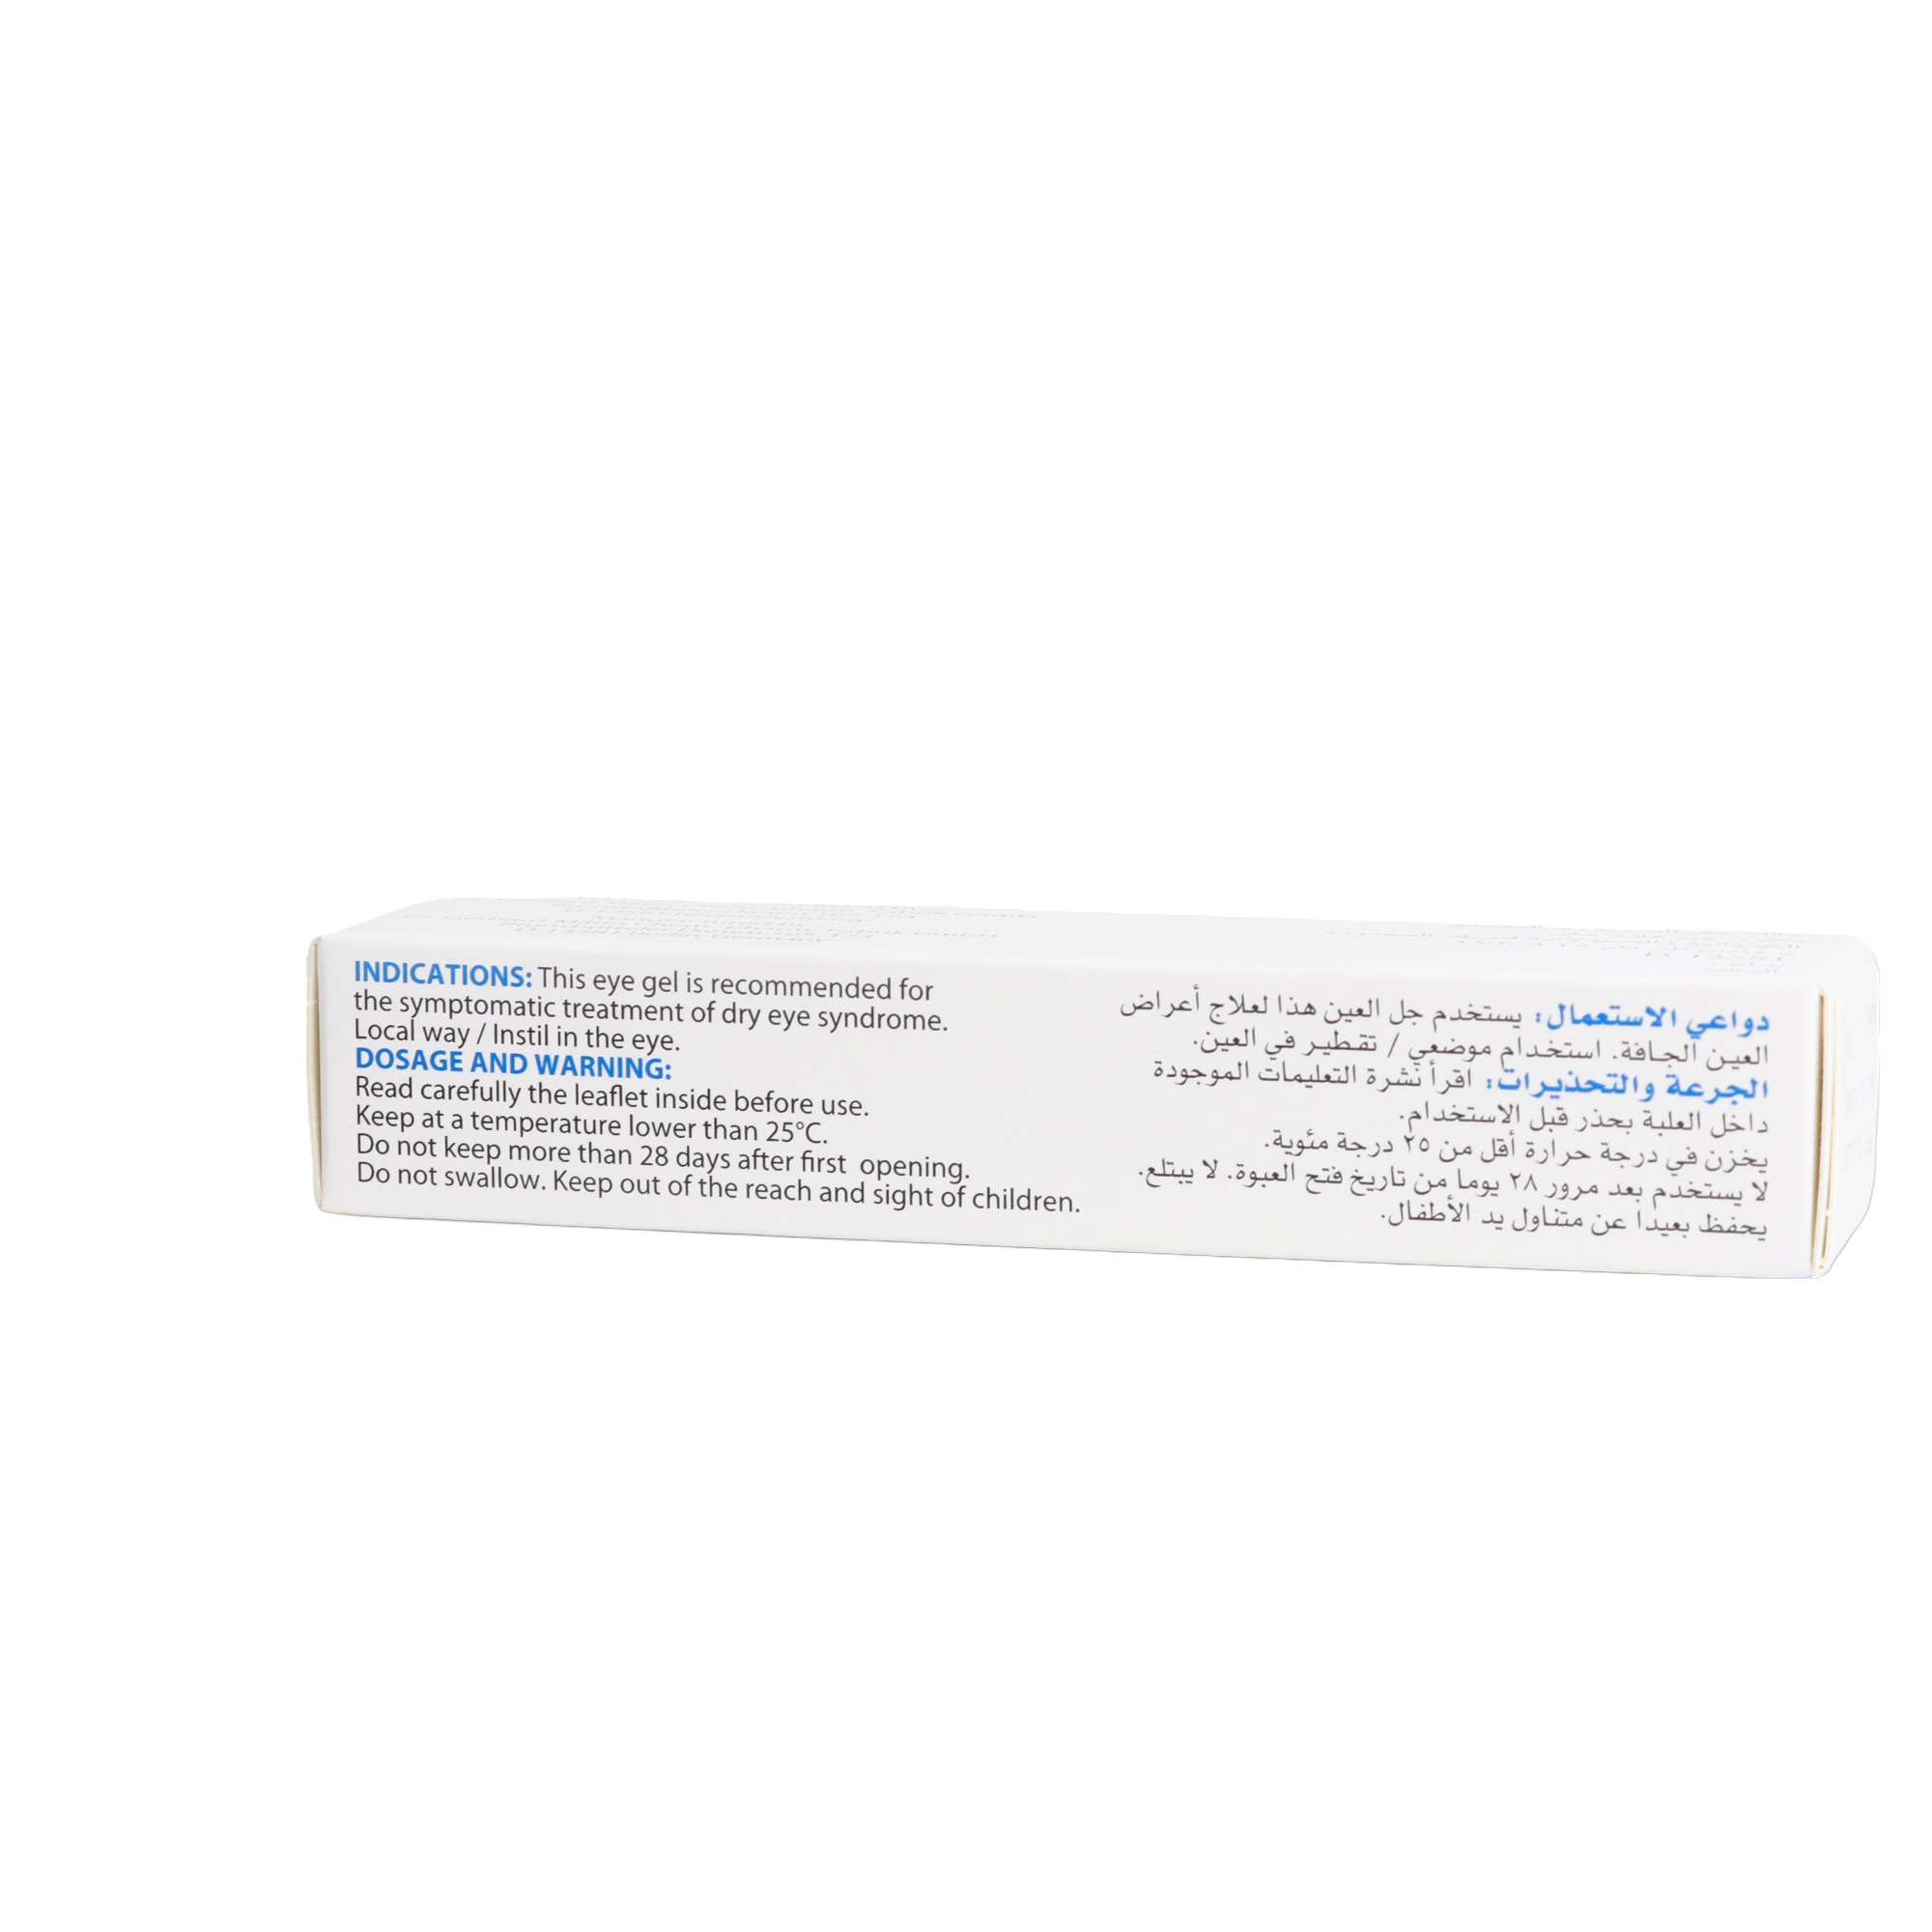 INDICATIONS: This eye gel is recommended for
the symptomatic treatment of dry eye syndrome.
Local way / Instil in the eye.
DOSAGE AND WARNING:
Read carefully the leaflet inside before use.
Keep at a temperature lower than 25°C.
Do not keep more than 28 days after first opening.
Do not swallow. Keep out of the reach and sight of children.
دواعي الاستعمال: يستخدم جل العين هذا لعلاج أعراض
العين الجافة. استخدام موضعي / تقطير في العين.
الجرعة والتحذيرات: اقرأ نشرة التعليمات الموجودة
داخل العلبة بحذر قبل الاستخدام.
يخزن في درجة حرارة أقل من ٢٥ درجة مئوية.
لا يستخدم بعد مرور ٢٨ يوما من تاريخ فتح العبوة. لا يبتلع.
يحفظ بعيدا عن متناول يد الأطفال.